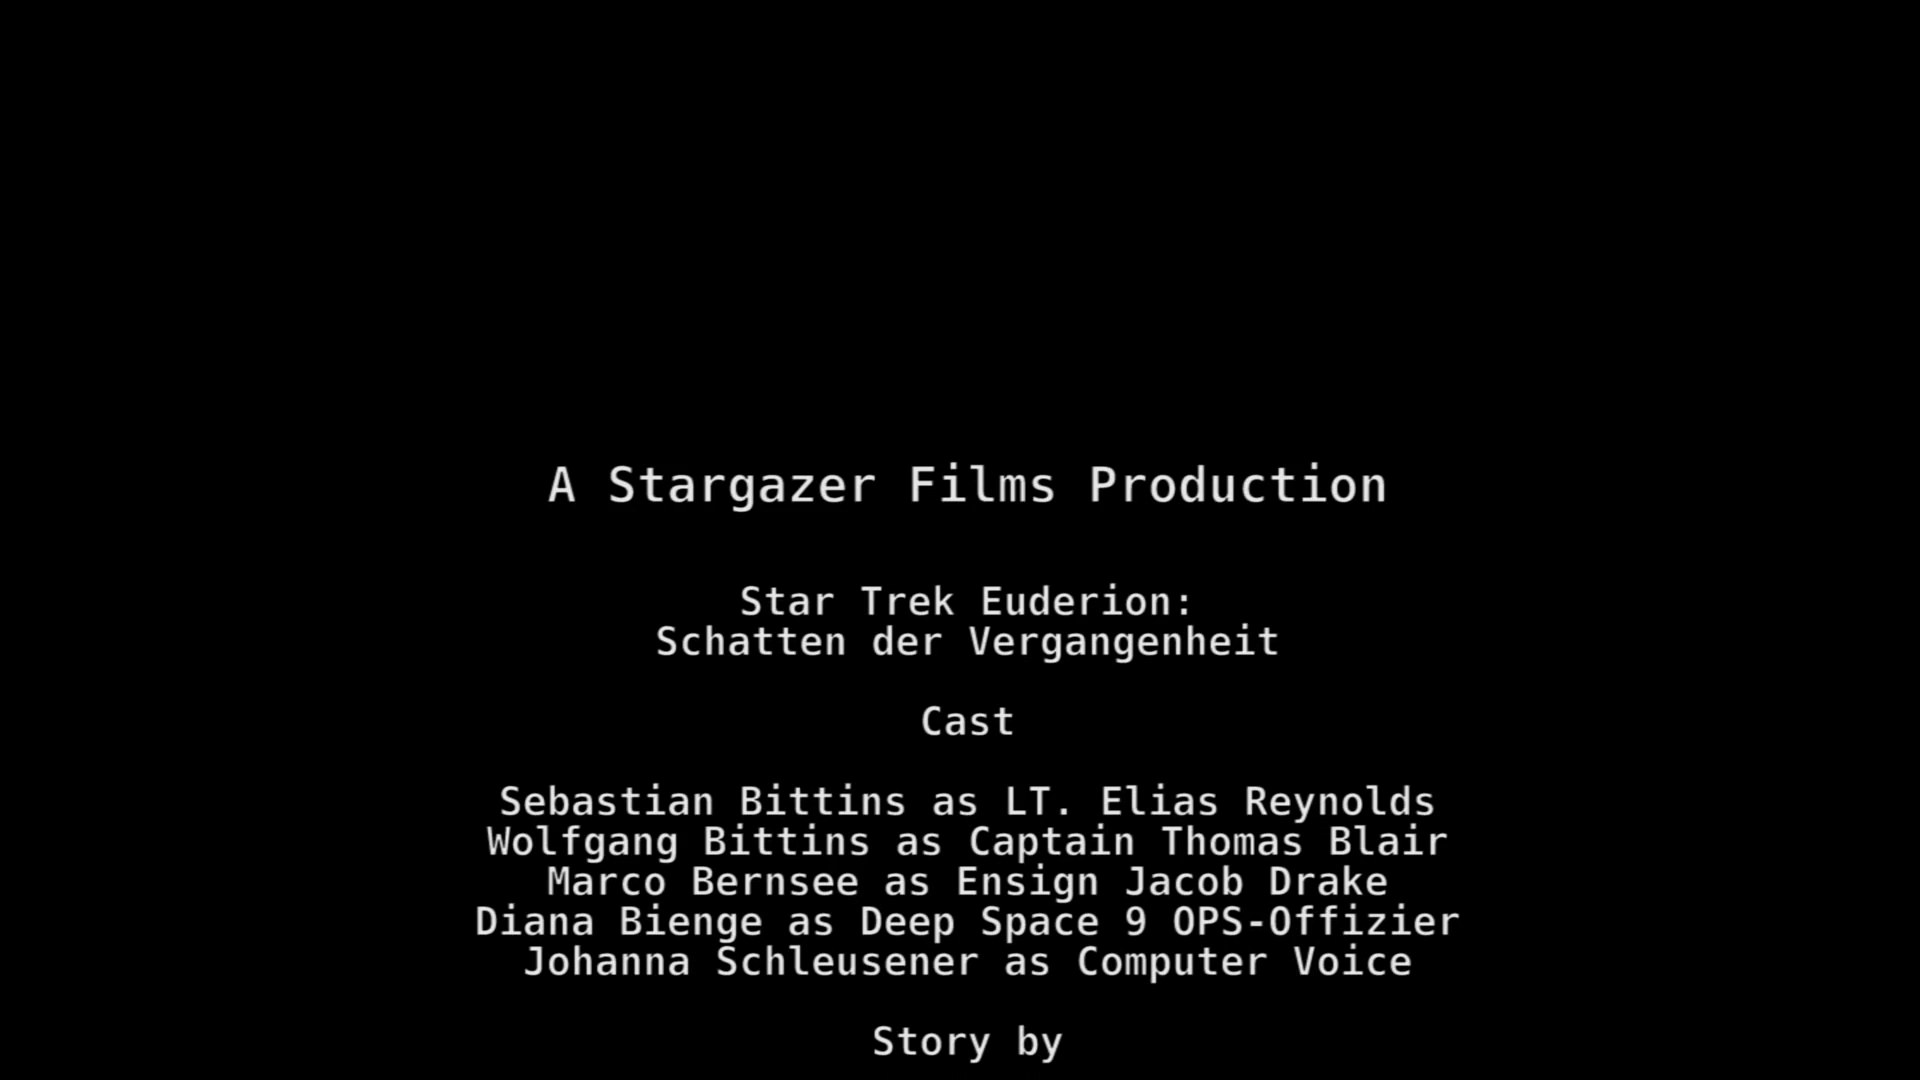 A Stargazer Films Production
Star Trek Euderion:
Schatten der Vergangenheit
Cast
Sebastian Bittins as LT. Elias Reynolds
Wolfgang Bittins as Captain Thomas Blair
Marco Bernsee as Ensign Jacob Drake
Diana Bienge as Deep Space 9 OPS-Offizier
Johanna Schleusener as Computer Voice
Story by